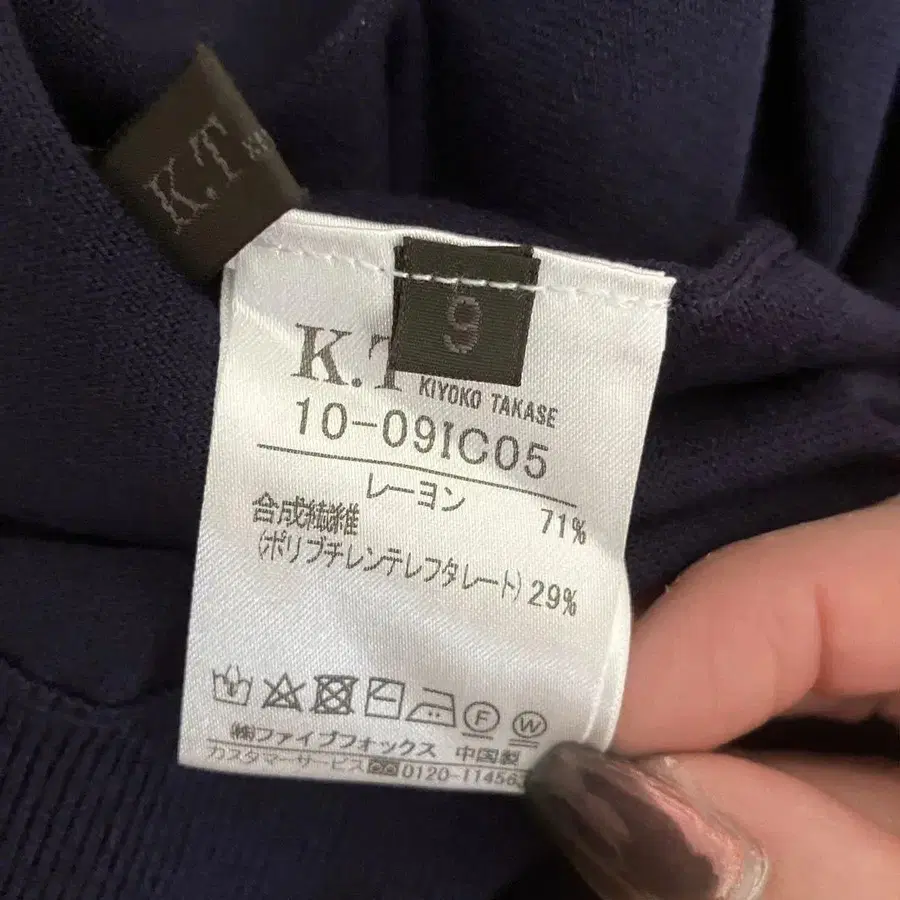 K.T
9
K.T
KIYOKO TAKASE
10-09IC05
レーヨン 71%
合成繊維
(ポリブチレンテレフタレート) 29%
F W
㈱ファイブフォックス 中国製
カスタマーサービス 0120-114563